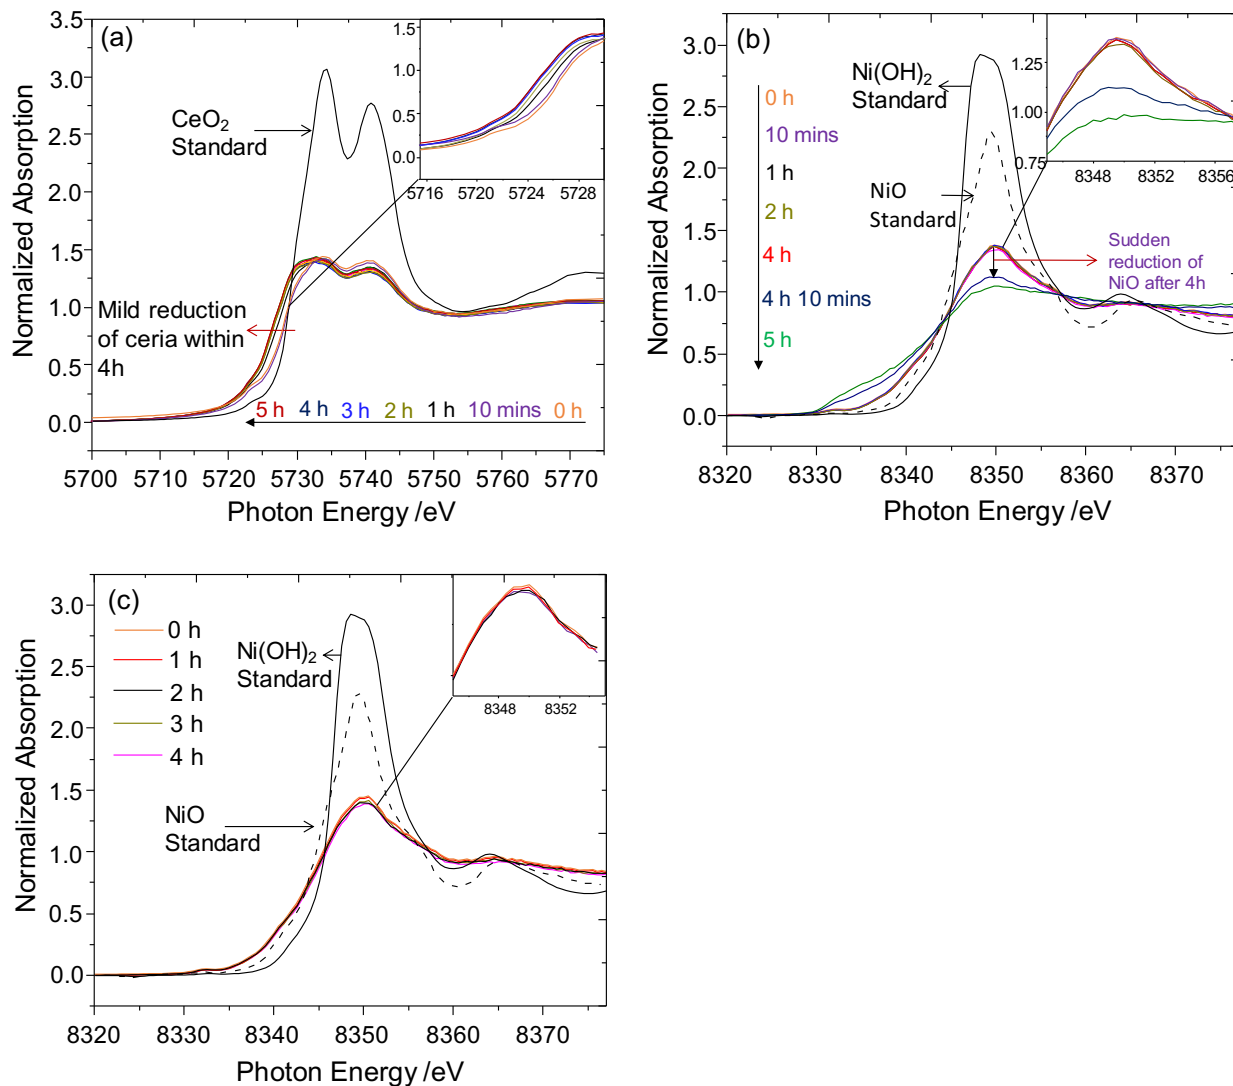 (a)
3.5
3.0
2.5
2.0
1.5
1.0
0.5
0.0
Normalized Absorption
CeO2
Standard
Mild reduction
of ceria within
4h
5 h 4 h 3 h 2 h 1 h 10 mins 0 h
5700 5710 5720 5730 5740 5750 5760 5770
Photon Energy /eV
1.5
1.0
0.5
0.0
5716 5720 5724 5728
(b)
3.0
2.5
2.0
1.5
1.0
0.5
0.0
Normalized Absorption
0 h
10 mins
1 h
2 h
4 h
4 h 10 mins
5 h
Ni(OH)2
Standard
NiO
Standard
Sudden
reduction of
NiO after 4h
1.25
1.00
0.75
8348 8352 8356
8320 8330 8340 8350 8360 8370
Photon Energy /eV
(c)
3.0
2.5
2.0
1.5
1.0
0.5
0.0
Normalized Absorption
0 h
1 h
2 h
3 h
4 h
Ni(OH)2
Standard
NiO
Standard
8348 8352
8320 8330 8340 8350 8360 8370
Photon Energy /eV